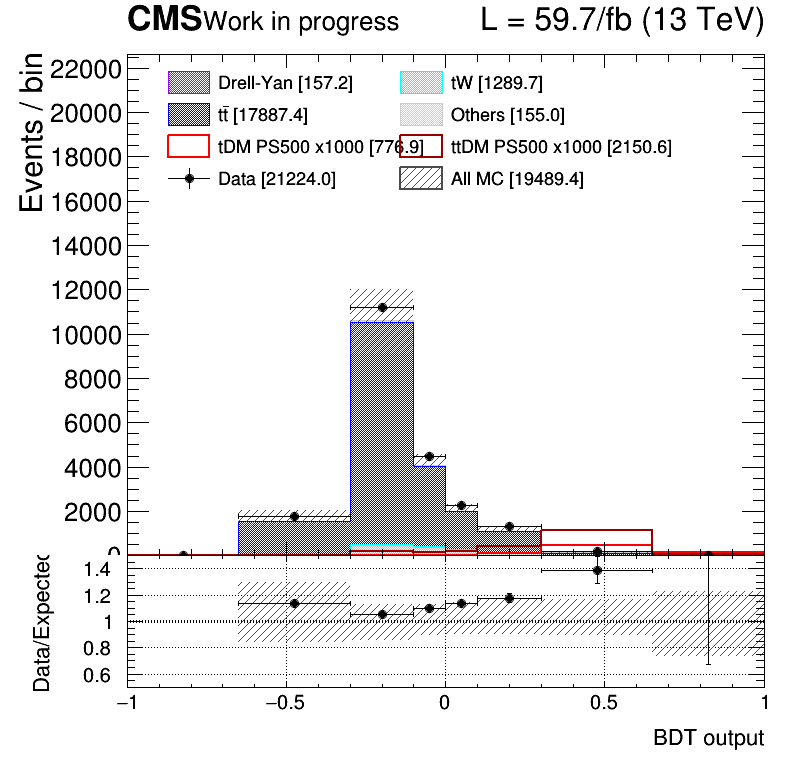 CMS Work in progress L = 59.7/fb (13 TeV)
Events / bin
22000
20000
18000
16000
14000
12000
10000
8000
6000
4000
2000
0
Drell-Yan [157.2] tW [1289.7]
tt̄ [17887.4] Others [155.0]
tDM PS500 x1000 [776.9] ttDM PS500 x1000 [2150.6]
Data [21224.0] All MC [19489.4]
Data/Expected
1.4
1.2
1
0.8
0.6
−1 −0.5 0 0.5 1
BDT output